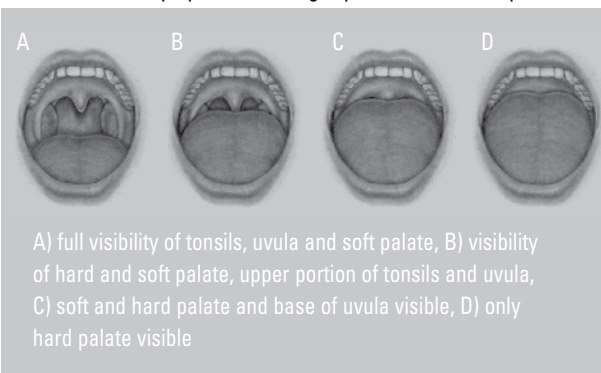 A B C D
A) full visibility of tonsils, uvula and soft palate, B) visibility
of hard and soft palate, upper portion of tonsils and uvula,
C) soft and hard palate and base of uvula visible, D) only
hard palate visible